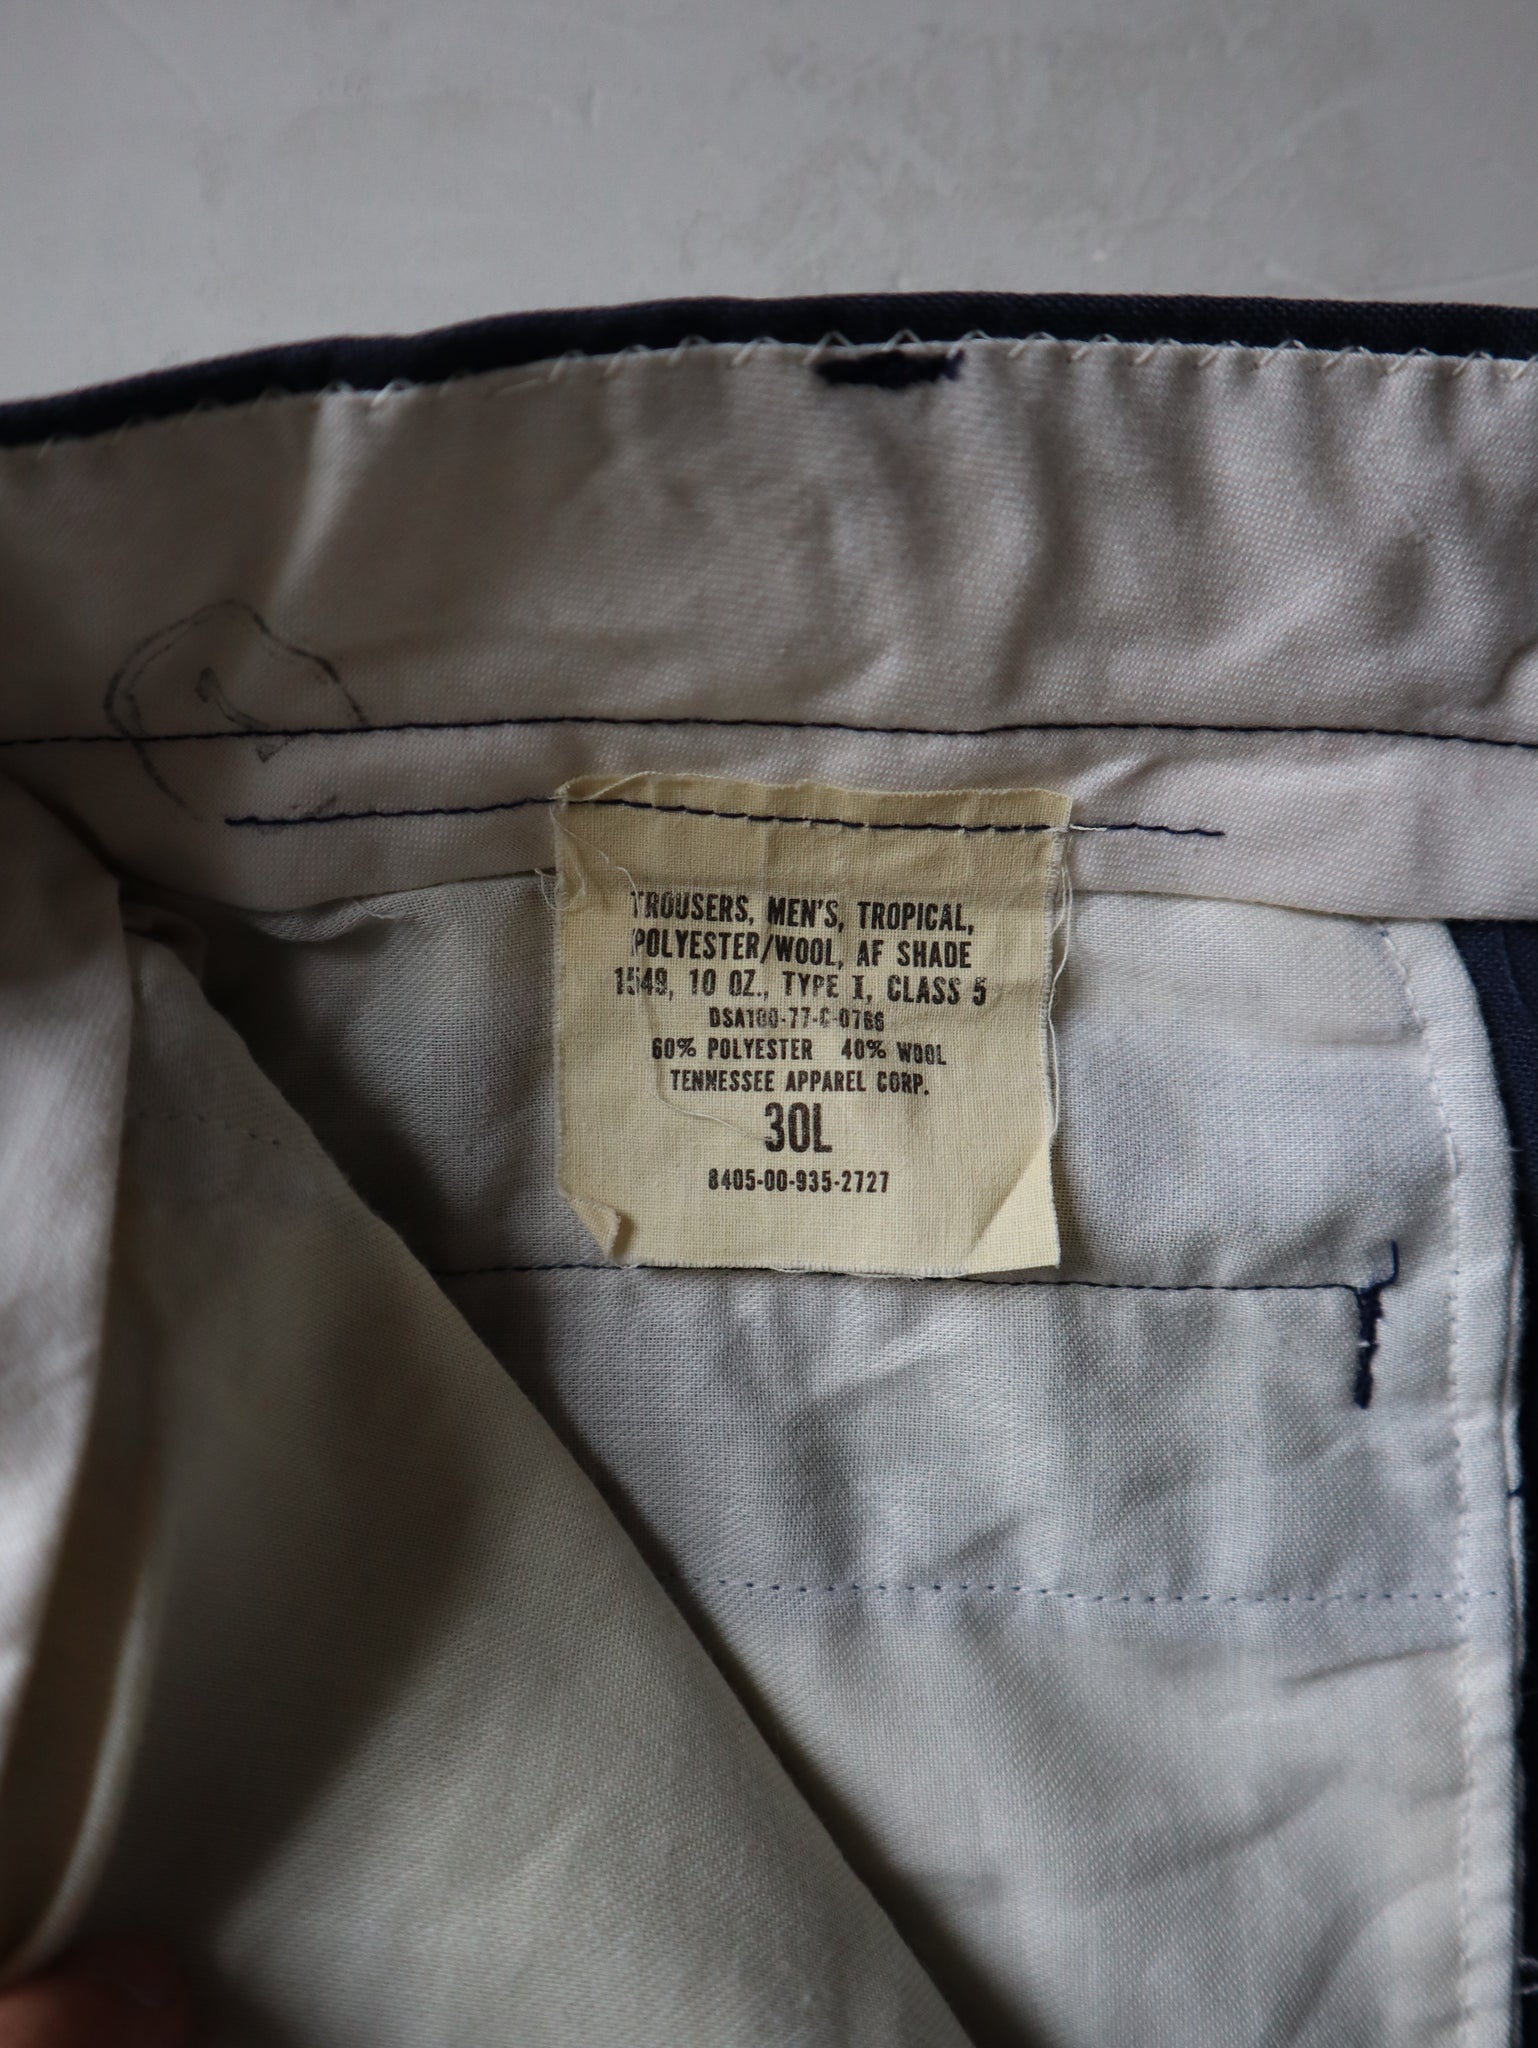 TROUSERS, MEN'S, TROPICAL,
POLYESTER/WOOL, AF SHADE
1549, 10 OZ., TYPE I, CLASS 5
DSA100-77-C-0766
60% POLYESTER 40% WOOL
TENNESSEE APPAREL CORP.
30L
8405-00-935-2727